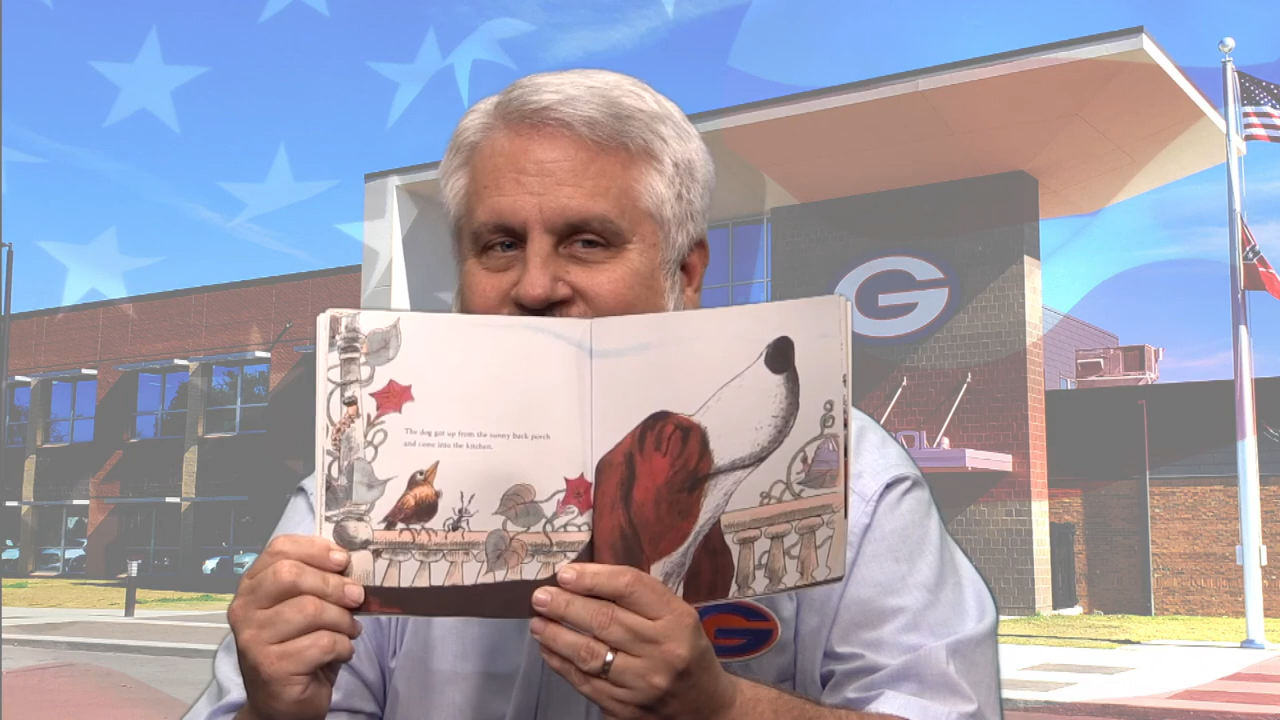 G
The dog got up from the sunny back porch
and came into the kitchen.
G